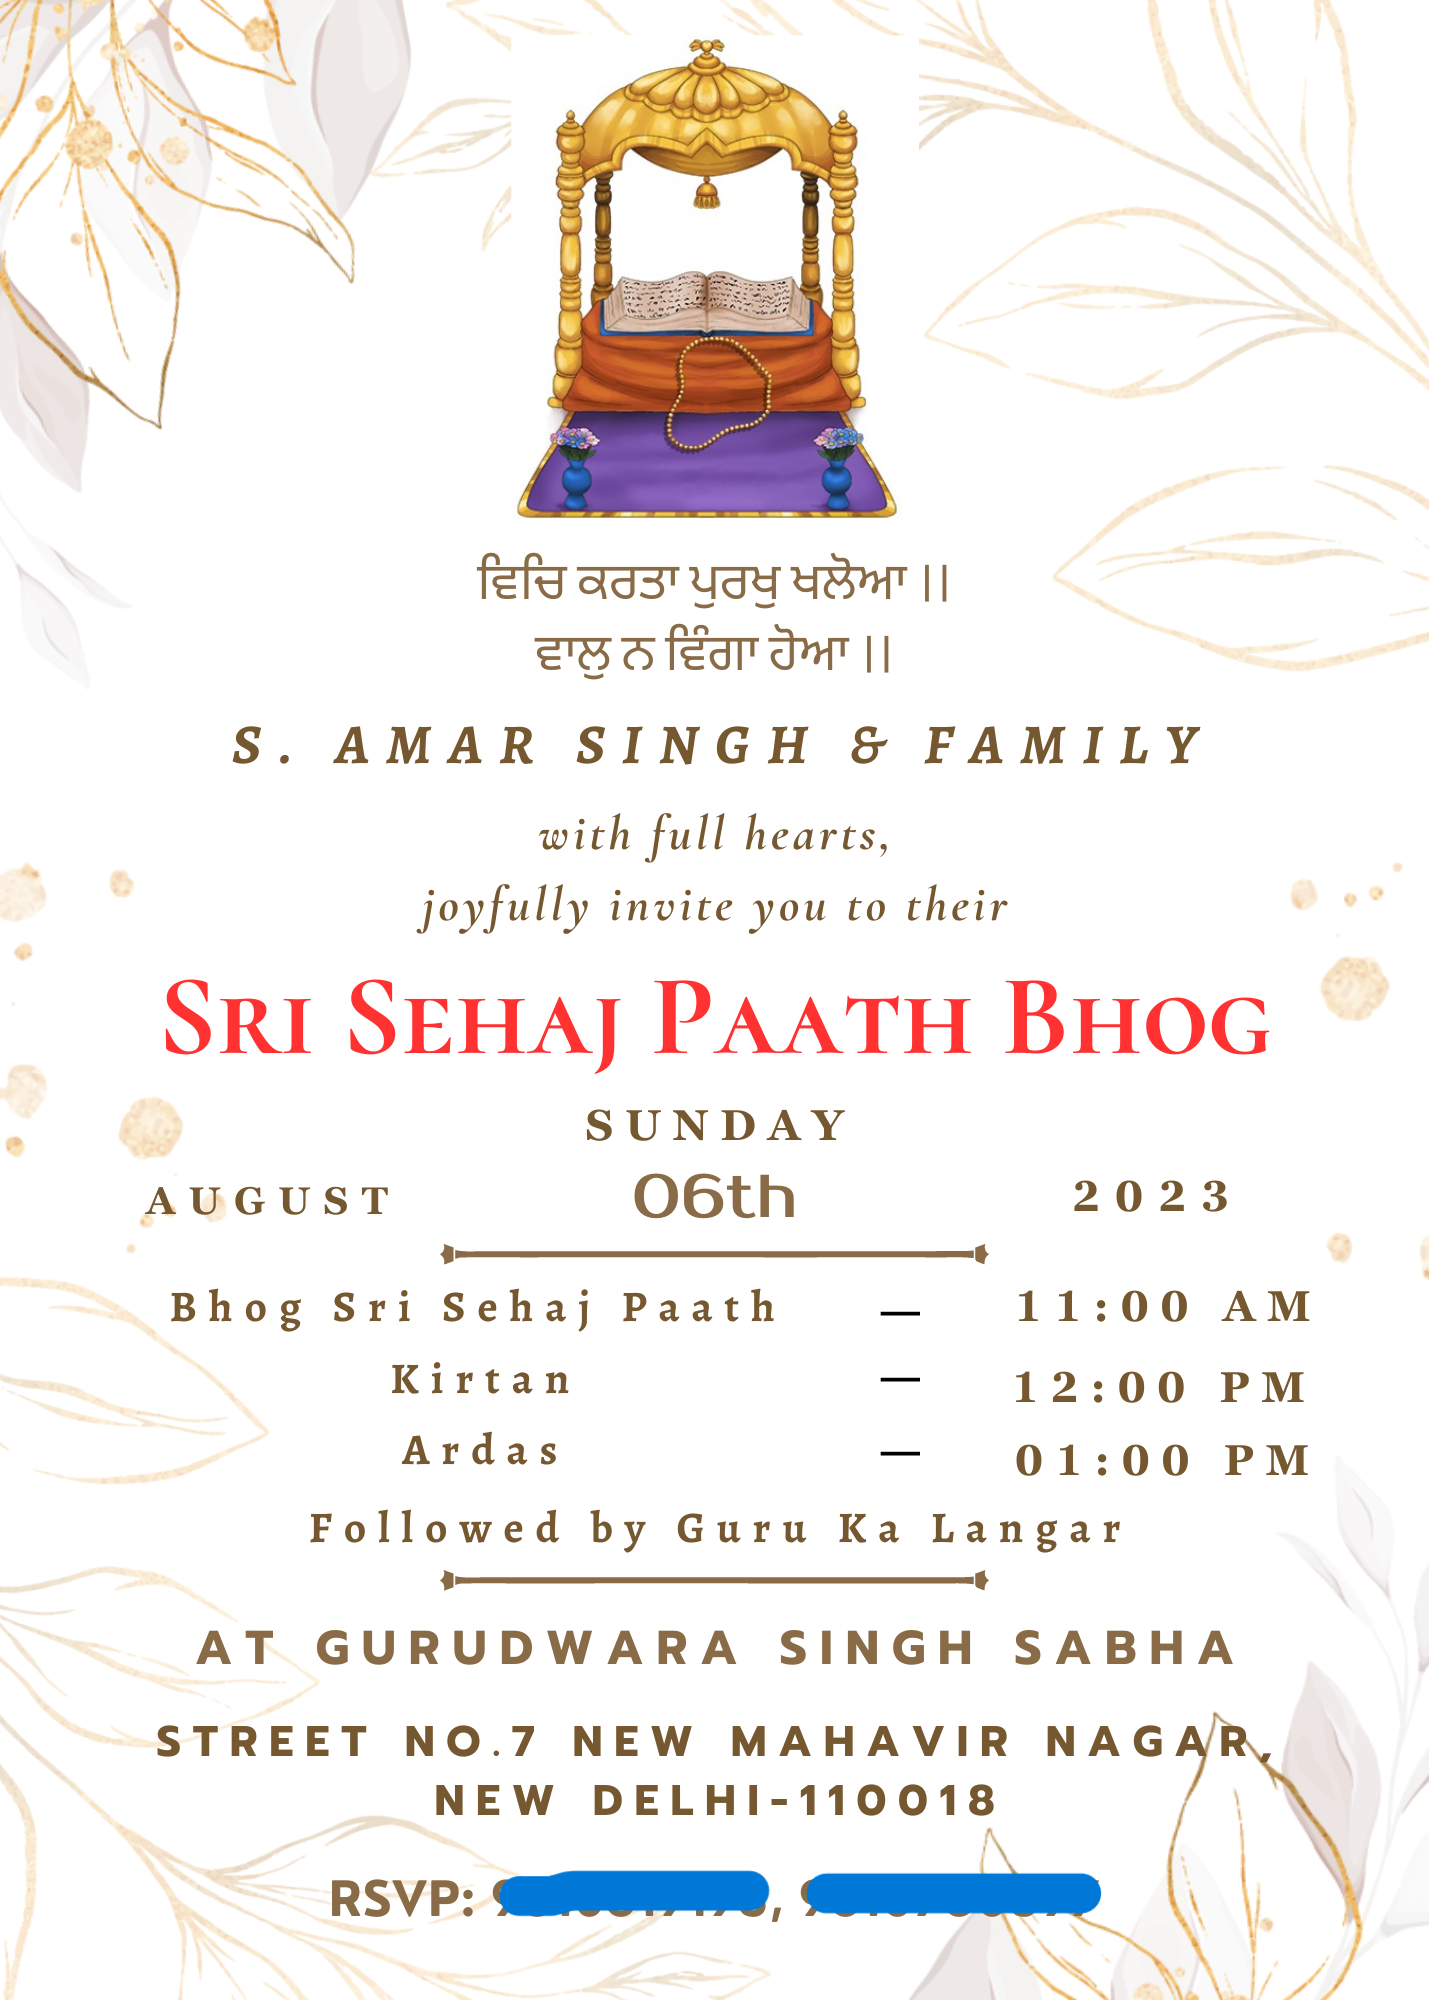 ਵਿਚਿ ਕਰਤਾ ਪੁਰਖੁ ਖਲੋਆ ||
ਵਾਲੁ ਨ ਵਿੰਗਾ ਹੋਆ ||
S. AMAR SINGH & FAMILY
with full hearts,
joyfully invite you to their
SRI SEHAJ PAATH BHOG
SUNDAY
AUGUST 06th 2023
Bhog Sri Sehaj Paath — 11:00 AM
Kirtan — 12:00 PM
Ardas — 01:00 PM
Followed by Guru Ka Langar
AT GURUDWARA SINGH SABHA
STREET NO.7 NEW MAHAVIR NAGAR,
NEW DELHI-110018
RSVP: